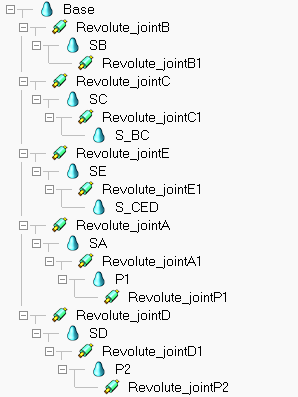 Base
Revolute_jointB
SB
Revolute_jointB1
Revolute_jointC
SC
Revolute_jointC1
S_BC
Revolute_jointE
SE
Revolute_jointE1
S_CED
Revolute_jointA
SA
Revolute_jointA1
P1
Revolute_jointP1
Revolute_jointD
SD
Revolute_jointD1
P2
Revolute_jointP2